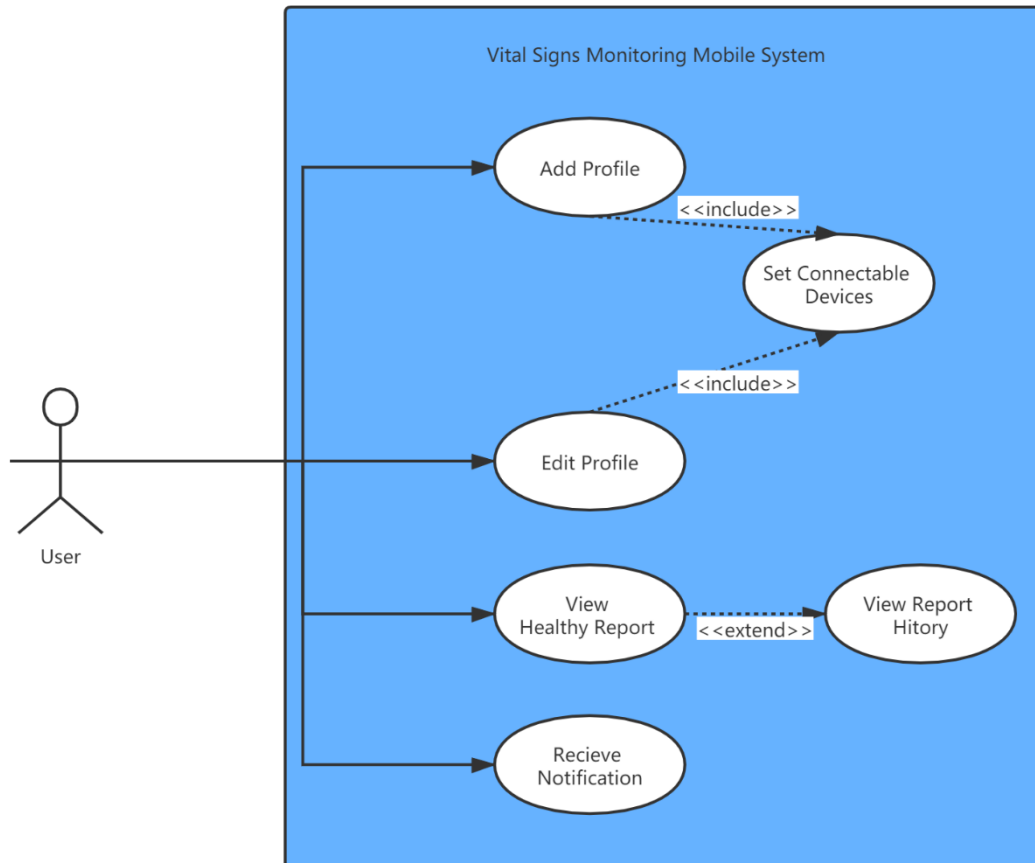 Vital Signs Monitoring Mobile System
Add Profile
<<include>>
Set Connectable
Devices
<<include>>
Edit Profile
User
View
Healthy Report
<<extend>>
View Report
Hitory
Recieve
Notification